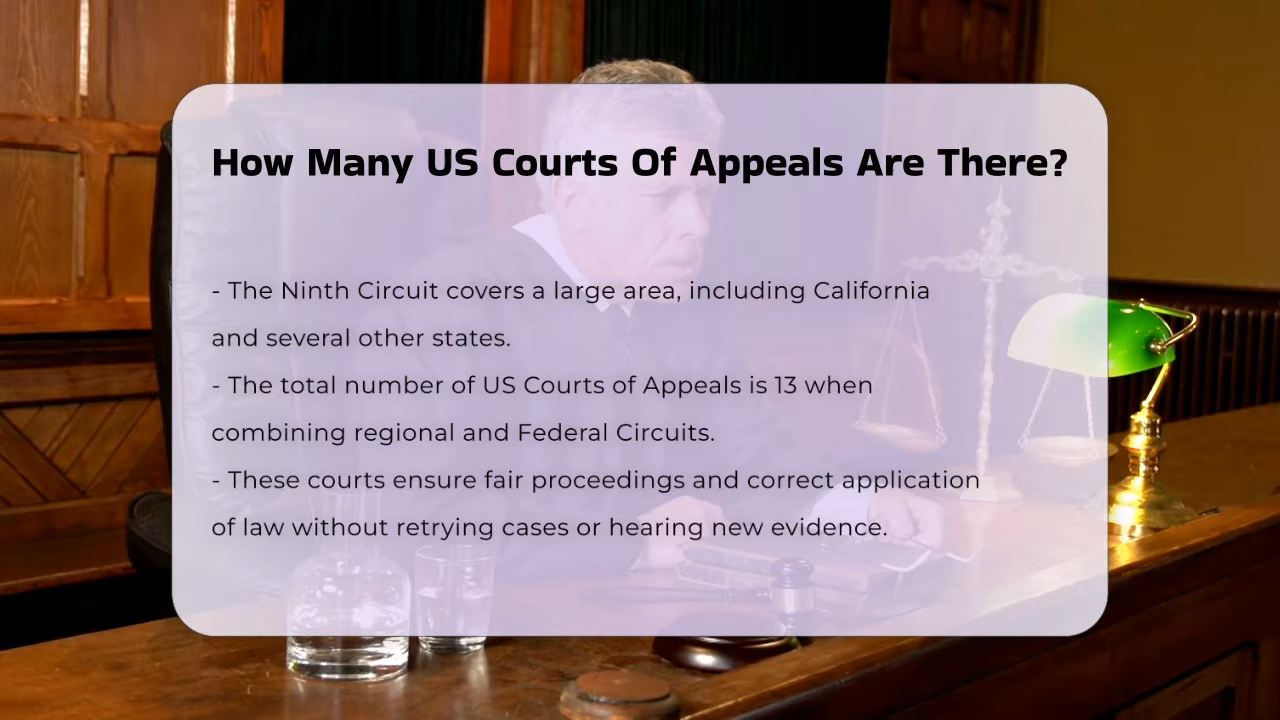 How Many US Courts Of Appeals Are There?
- The Ninth Circuit covers a large area, including California
and several other states.
- The total number of US Courts of Appeals is 13 when
combining regional and Federal Circuits.
- These courts ensure fair proceedings and correct application
of law without retrying cases or hearing new evidence.